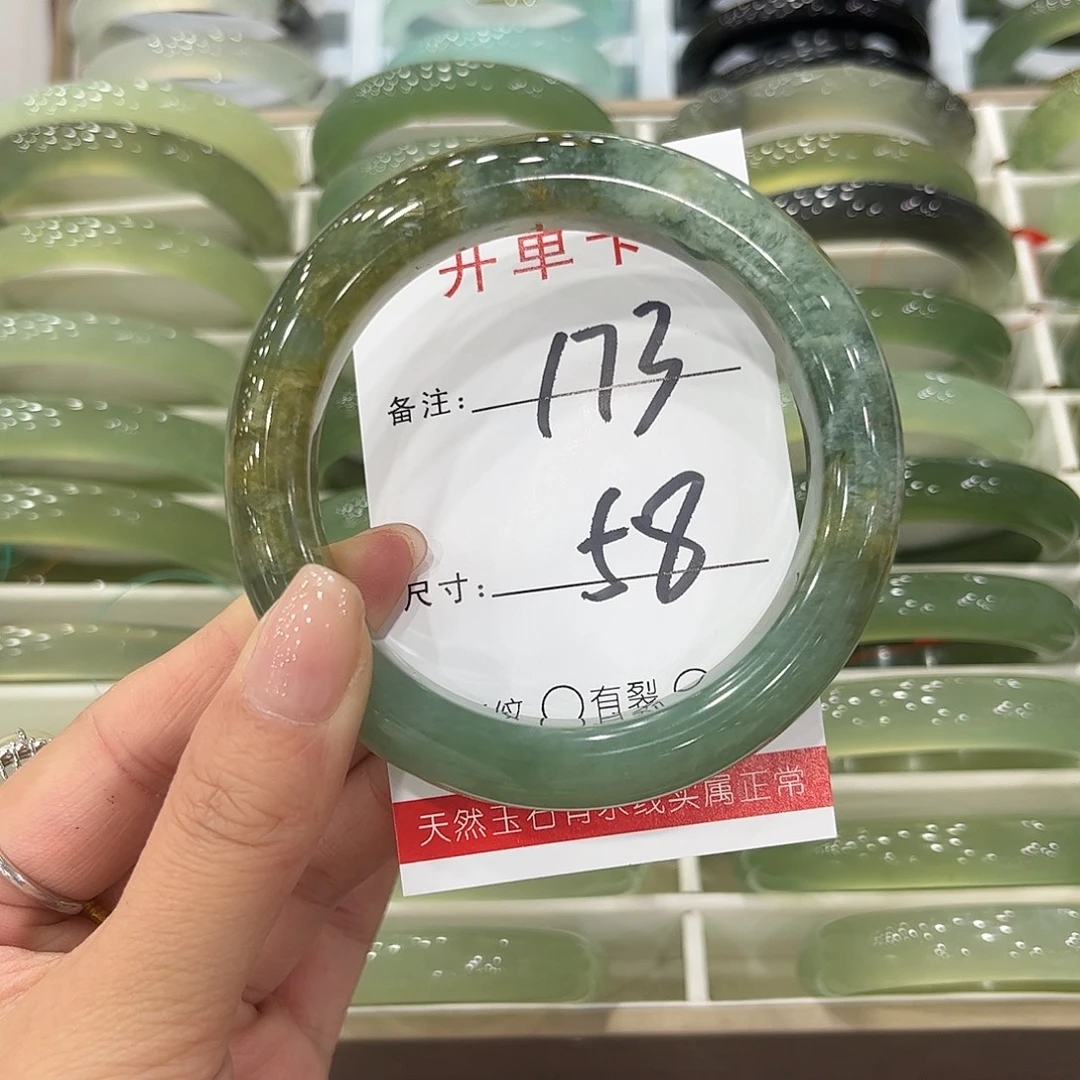 开单卡
备注: 173
尺寸: 58
纹 有裂
天然玉石有水线实属正常